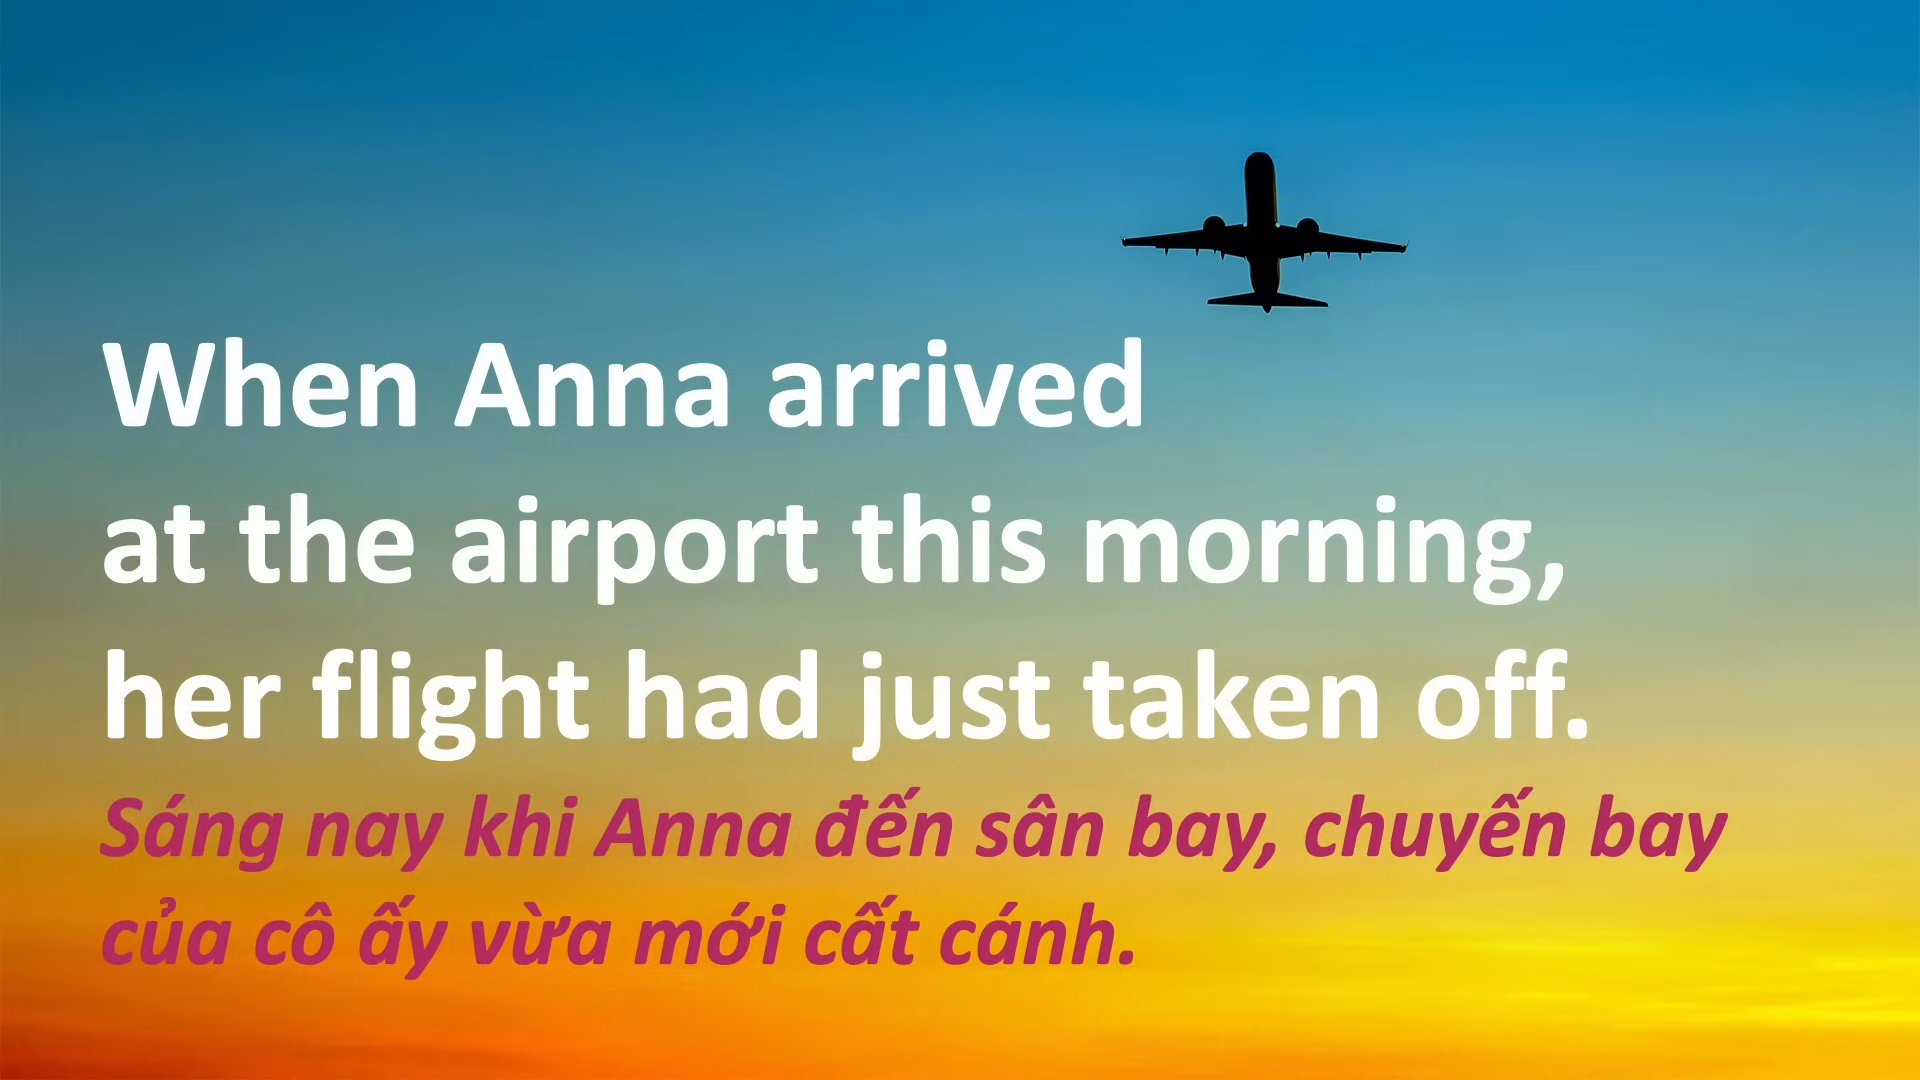 When Anna arrived
at the airport this morning,
her flight had just taken off.
Sáng nay khi Anna đến sân bay, chuyến bay
của cô ấy vừa mới cất cánh.